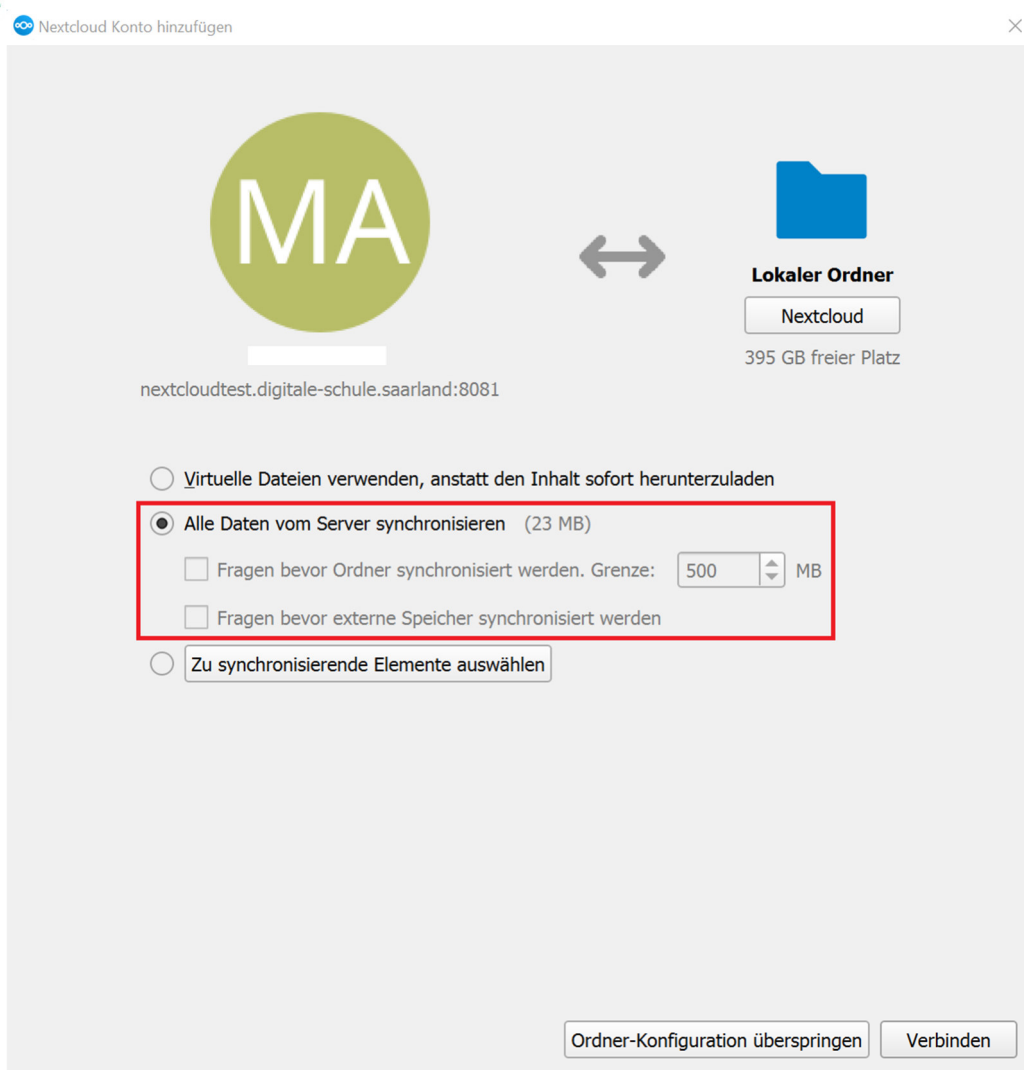 Nextcloud Konto hinzufügen
MA
Lokaler Ordner
Nextcloud
395 GB freier Platz
nextcloudtest.digitale-schule.saarland:8081
Virtuelle Dateien verwenden, anstatt den Inhalt sofort herunterzuladen
Alle Daten vom Server synchronisieren (23 MB)
Fragen bevor Ordner synchronisiert werden. Grenze: 500 MB
Fragen bevor externe Speicher synchronisiert werden
Zu synchronisierende Elemente auswählen
Ordner-Konfiguration überspringen Verbinden